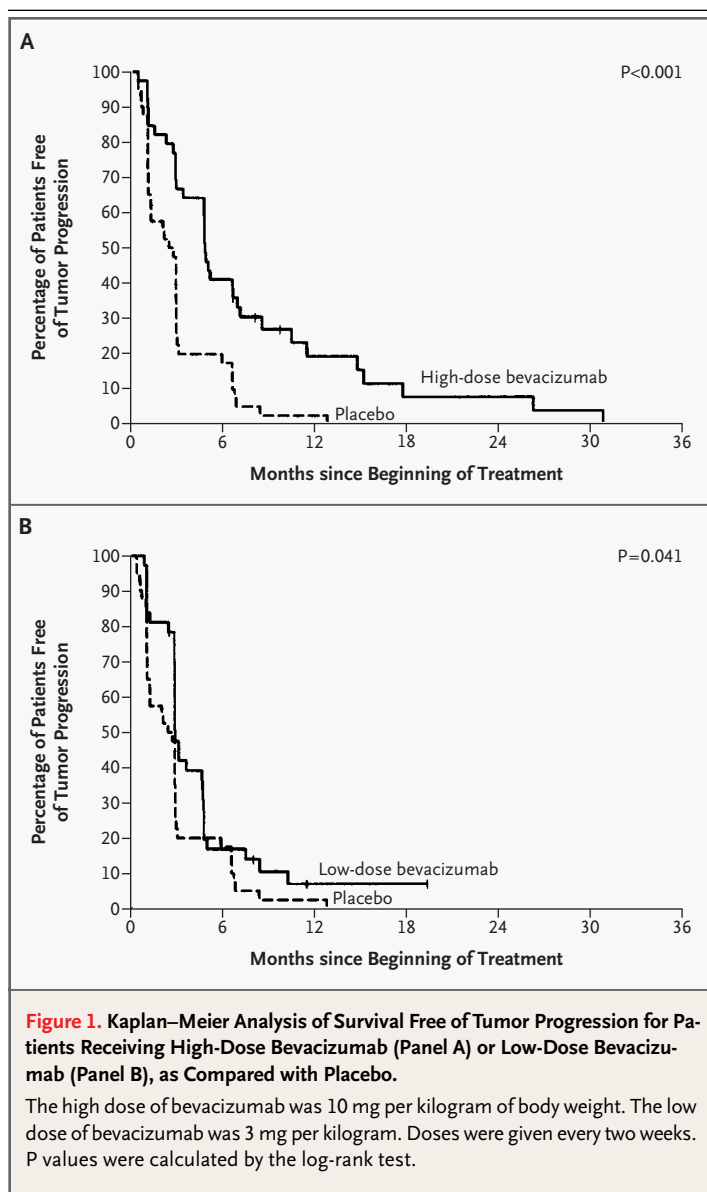 A
P<0.001
Percentage of Patients Free
of Tumor Progression
100
90
80
70
60
50
40
30
20
10
0
High-dose bevacizumab
Placebo
0 6 12 18 24 30 36
Months since Beginning of Treatment
B
P=0.041
Percentage of Patients Free
of Tumor Progression
100
90
80
70
60
50
40
30
20
10
0
Low-dose bevacizumab
Placebo
0 6 12 18 24 30 36
Months since Beginning of Treatment
Figure 1. Kaplan–Meier Analysis of Survival Free of Tumor Progression for Pa-
tients Receiving High-Dose Bevacizumab (Panel A) or Low-Dose Bevacizu-
mab (Panel B), as Compared with Placebo.
The high dose of bevacizumab was 10 mg per kilogram of body weight. The low
dose of bevacizumab was 3 mg per kilogram. Doses were given every two weeks.
P values were calculated by the log-rank test.